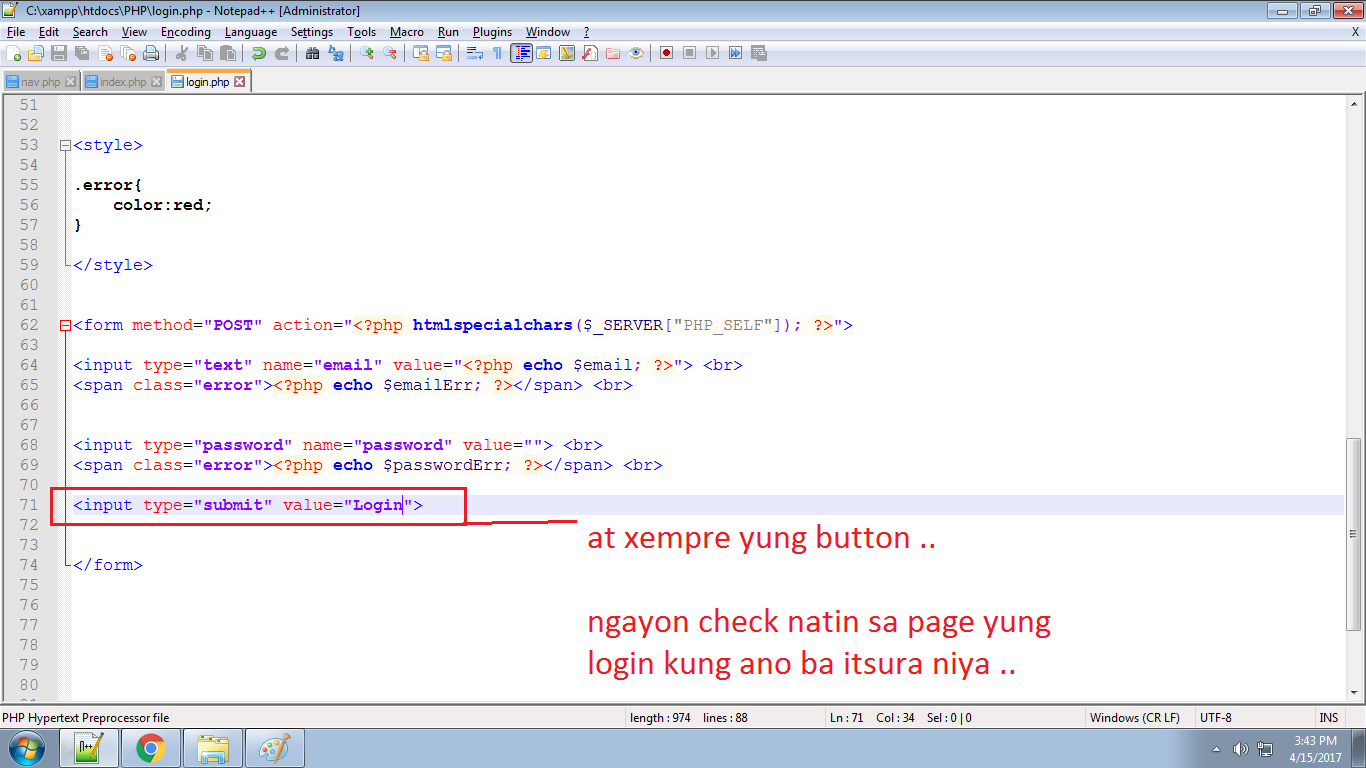 C:\xampp\htdocs\PHP\login.php - Notepad++ [Administrator]
File Edit Search View Encoding Language Settings Tools Macro Run Plugins Window ? X
nav.php index.php login.php
51
52
53 <style>
54
55 .error{
56 color:red;
57 }
58
59 </style>
60
61
62 <form method="POST" action="<?php htmlspecialchars($_SERVER["PHP_SELF"]); ?>">
63
64 <input type="text" name="email" value="<?php echo $email; ?>"> <br>
65 <span class="error"><?php echo $emailErr; ?></span> <br>
66
67
68 <input type="password" name="password" value=""> <br>
69 <span class="error"><?php echo $passwordErr; ?></span> <br>
70
71 <input type="submit" value="Login">
72
73
74 </form>
75
76
77
78
79
80
at xempre yung button ..
ngayon check natin sa page yung
login kung ano ba itsura niya ..
PHP Hypertext Preprocessor file length : 974 lines : 88 Ln : 71 Col : 34 Sel : 0 | 0 Windows (CR LF) UTF-8 INS
3:43 PM
4/15/2017